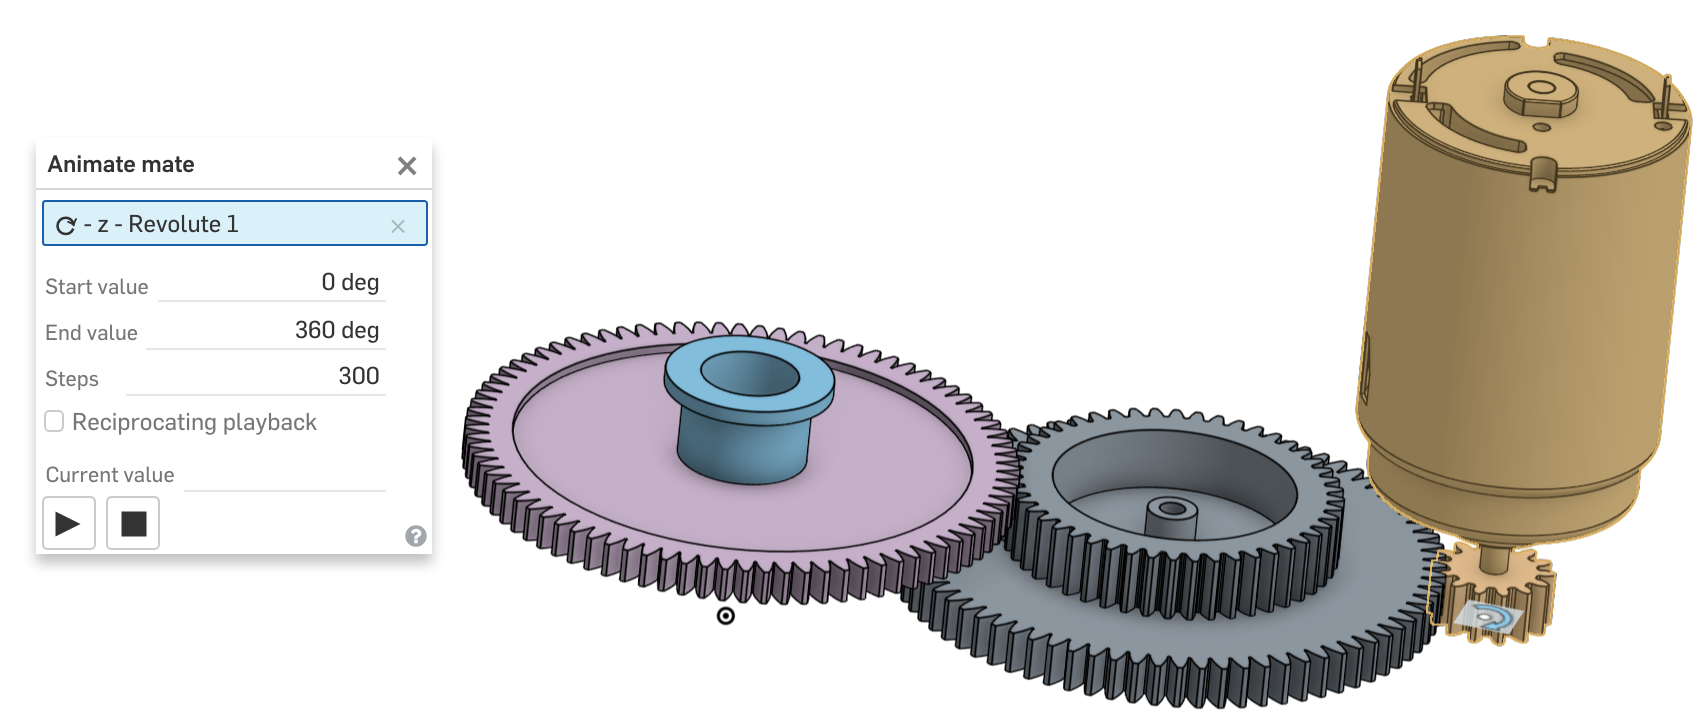 Animate mate
- z - Revolute 1
Start value 0 deg
End value 360 deg
Steps 300
Reciprocating playback
Current value
?